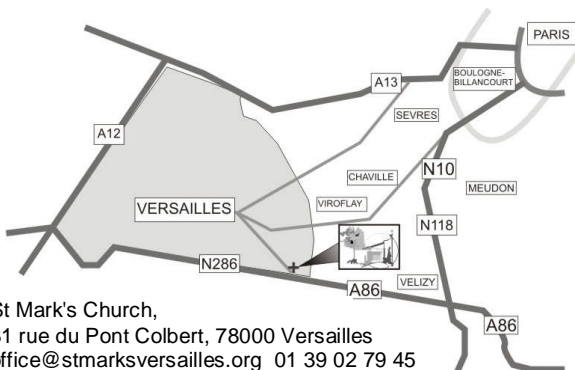 PARIS
BOULOGNE-
BILLANCOURT
A13
SEVRES
A12
CHAVILLE
N10
MEUDON
VERSAILLES
VIROFLAY
N118
N286
VELIZY
A86
A86
St Mark's Church,
31 rue du Pont Colbert, 78000 Versailles
office@stmarksversailles.org 01 39 02 79 45